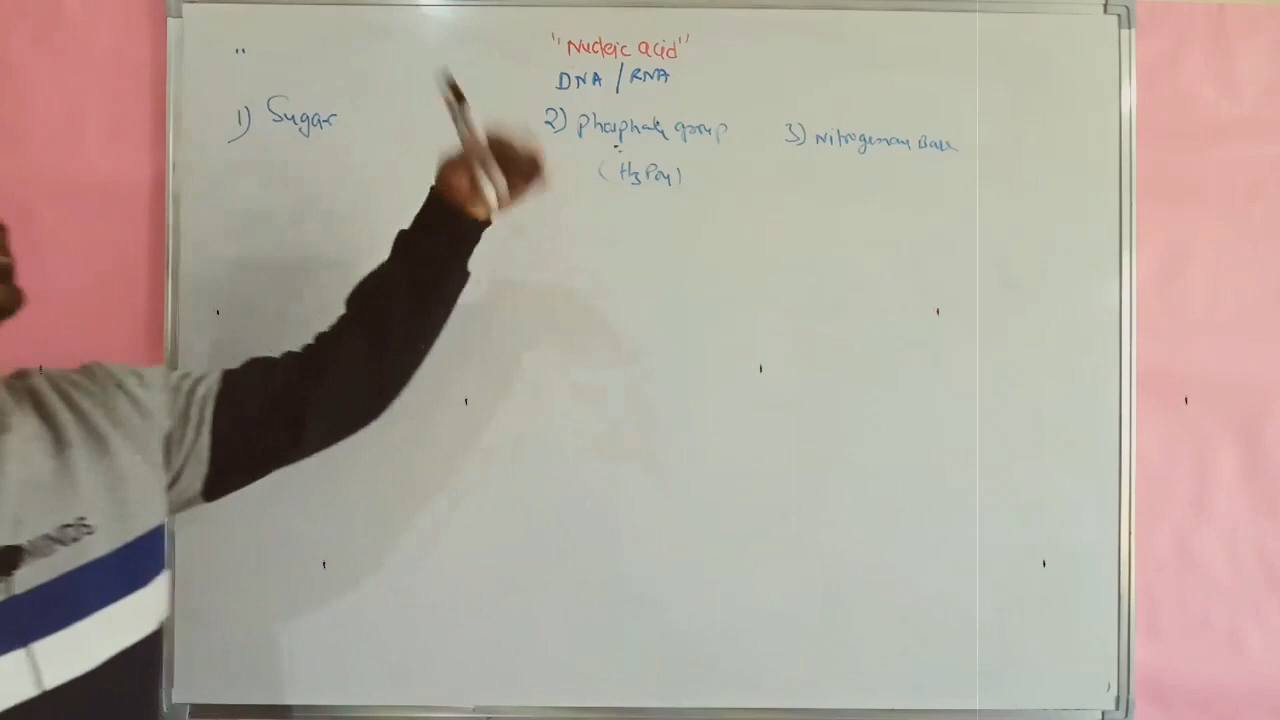 "Nucleic acid"
DNA / RNA
1) Sugar
2) phosphate group
(H3PO4)
3) Nitrogenous Base